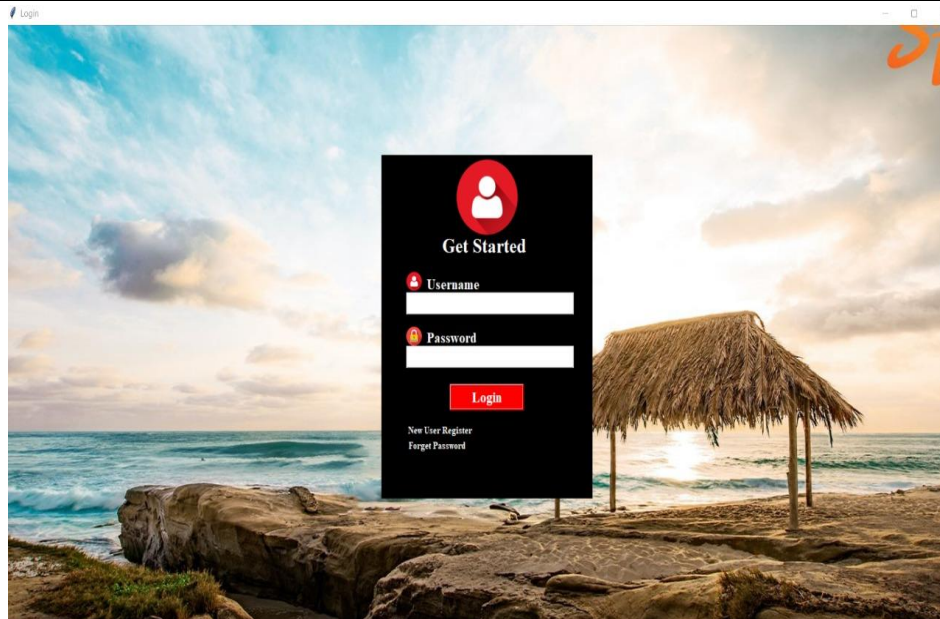 Login
Get Started
Username
Password
Login
New User Register
Forget Password